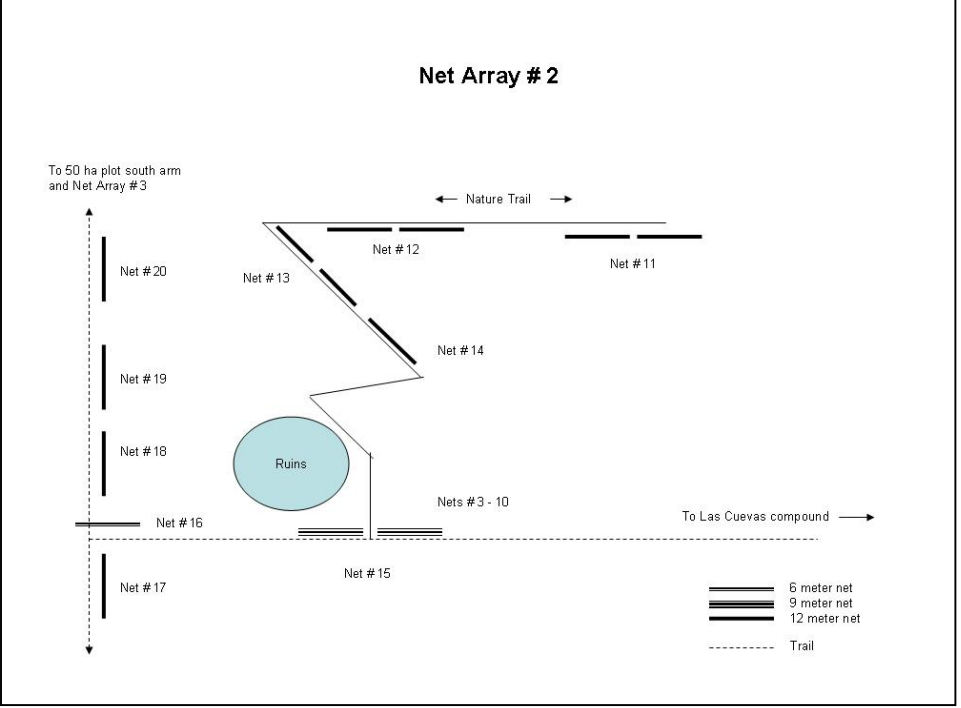 Net Array # 2
To 50 ha plot south arm
and Net Array #3
Nature Trail
Net #12
Net #11
Net #20
Net #13
Net #14
Net #19
Net #18
Ruins
Nets #3 - 10
To Las Cuevas compound
Net #16
Net #15
Net #17
6 meter net
9 meter net
12 meter net
Trail